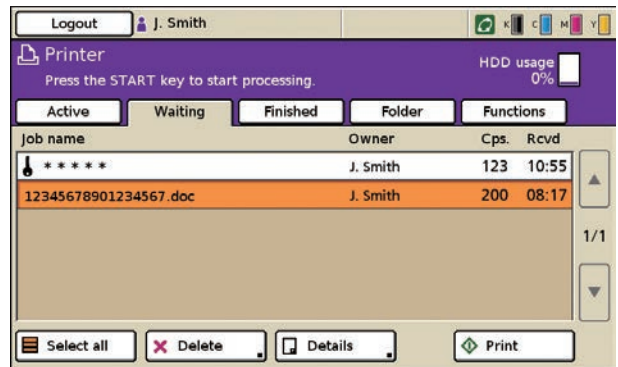 Logout J. Smith K C M Y
Printer HDD usage
Press the START key to start processing. 0%
Active Waiting Finished Folder Functions
Job name Owner Cps. Rcvd
* * * * * J. Smith 123 10:55
12345678901234567.doc J. Smith 200 08:17
1/1
Select all Delete Details Print